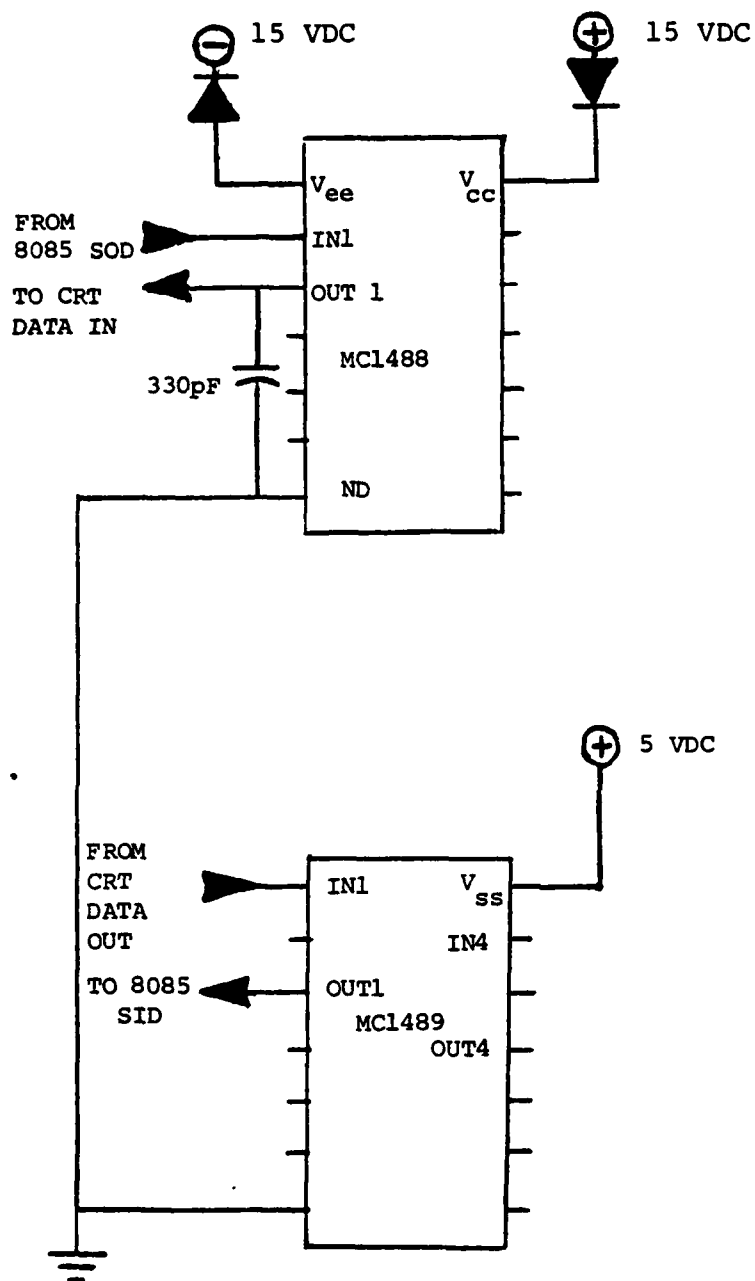 15 VDC
15 VDC
Vee
Vcc
FROM
8085 SOD
IN1
TO CRT
DATA IN
OUT 1
MC1488
330pF
ND
5 VDC
FROM
CRT
DATA
OUT
IN1
Vss
IN4
TO 8085
SID
OUT1
MC1489
OUT4